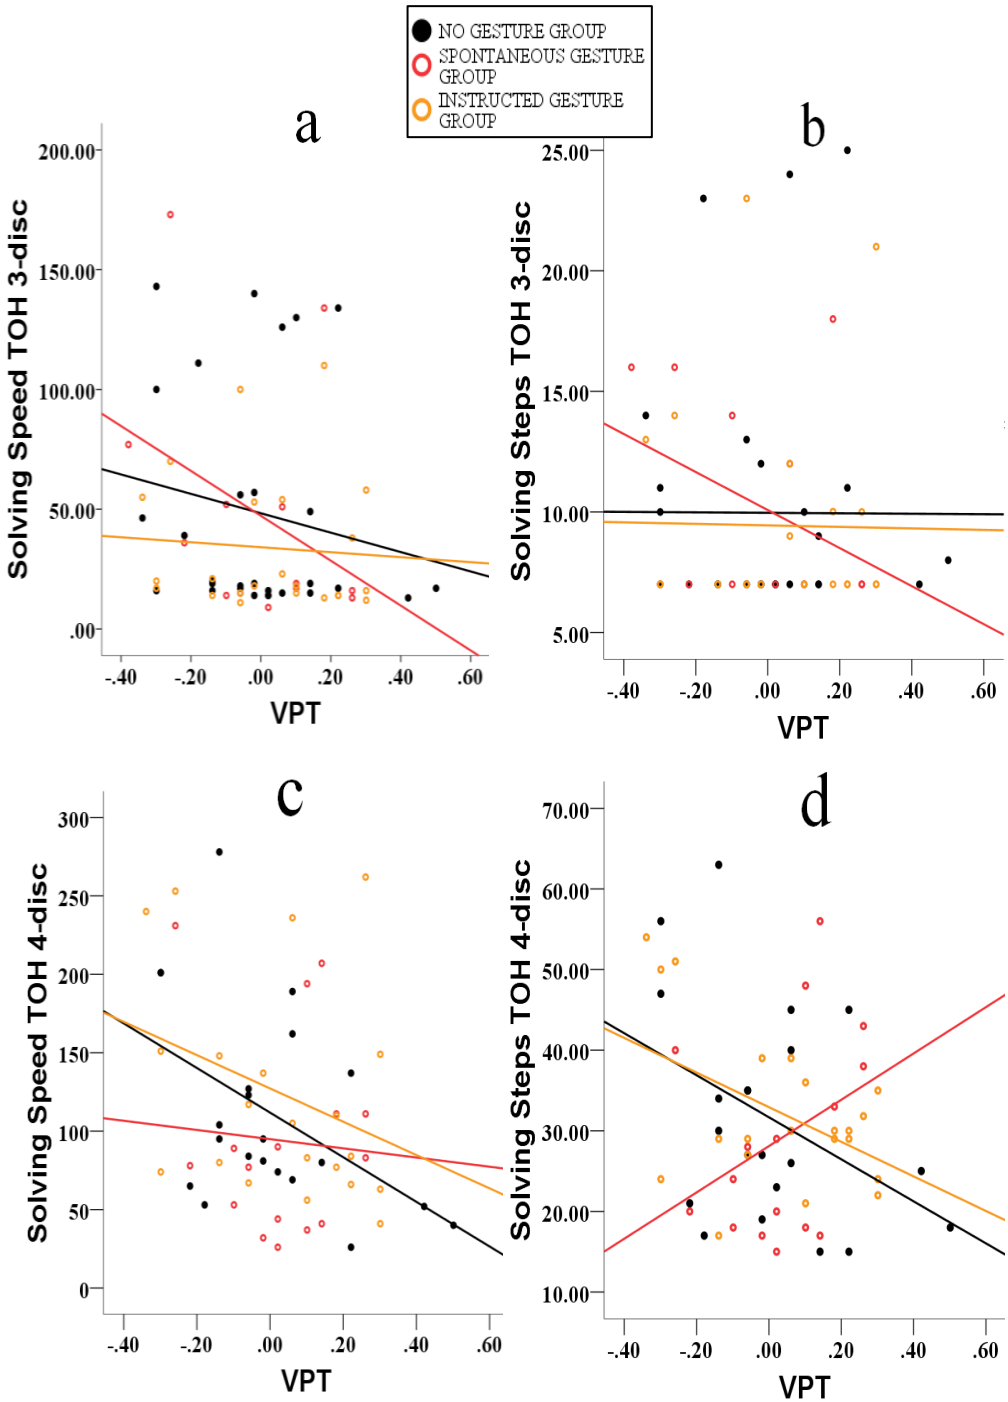 NO GESTURE GROUP
SPONTANEOUS GESTURE
GROUP
INSTRUCTED GESTURE
GROUP
a
200.00
150.00
100.00
50.00
.00
Solving Speed TOH 3-disc
-.40 -.20 .00 .20 .40 .60
VPT
b
25.00
20.00
15.00
10.00
5.00
Solving Steps TOH 3-disc
-.40 -.20 .00 .20 .40 .60
VPT
c
300
250
200
150
100
50
0
Solving Speed TOH 4-disc
-.40 -.20 .00 .20 .40 .60
VPT
d
70.00
60.00
50.00
40.00
30.00
20.00
10.00
Solving Steps TOH 4-disc
-.40 -.20 .00 .20 .40 .60
VPT